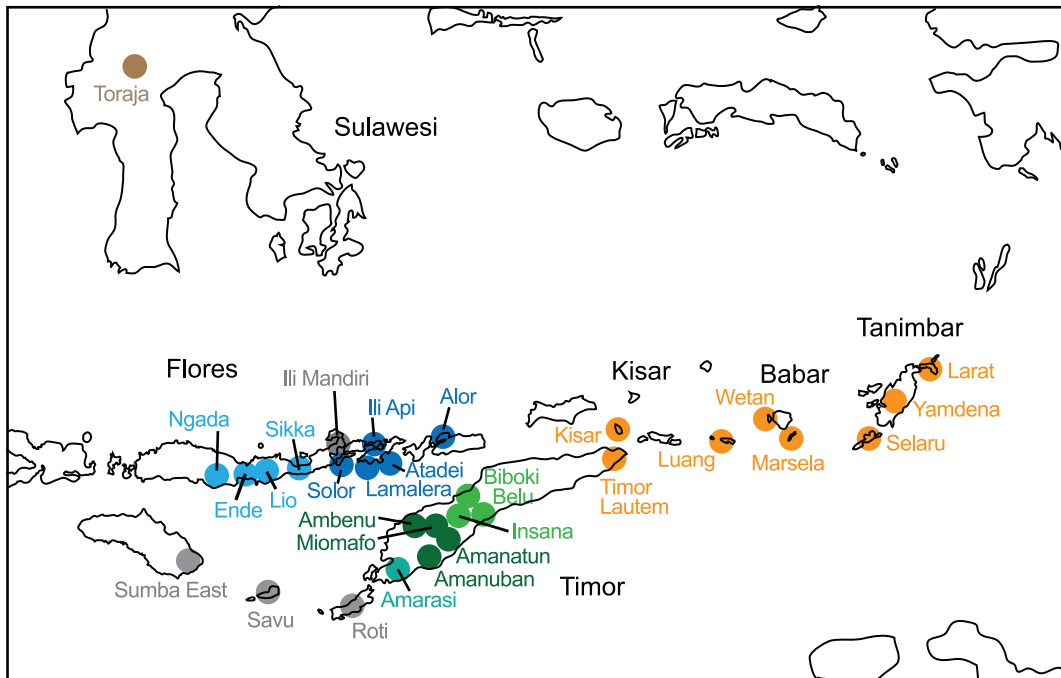 Toraja
Sulawesi
Tanimbar
Flores
Ili Mandiri
Kisar
Babar
Larat
Ngada
Ili Api
Alor
Wetan
Yamdena
Sikka
Kisar
Selaru
Luang
Marsela
Atadei
Solor
Lamalera
Biboki
Timor
Lautem
Ende
Lio
Belu
Ambenu
Miomafo
Insana
Amanatun
Amanuban
Sumba East
Timor
Amarasi
Savu
Roti